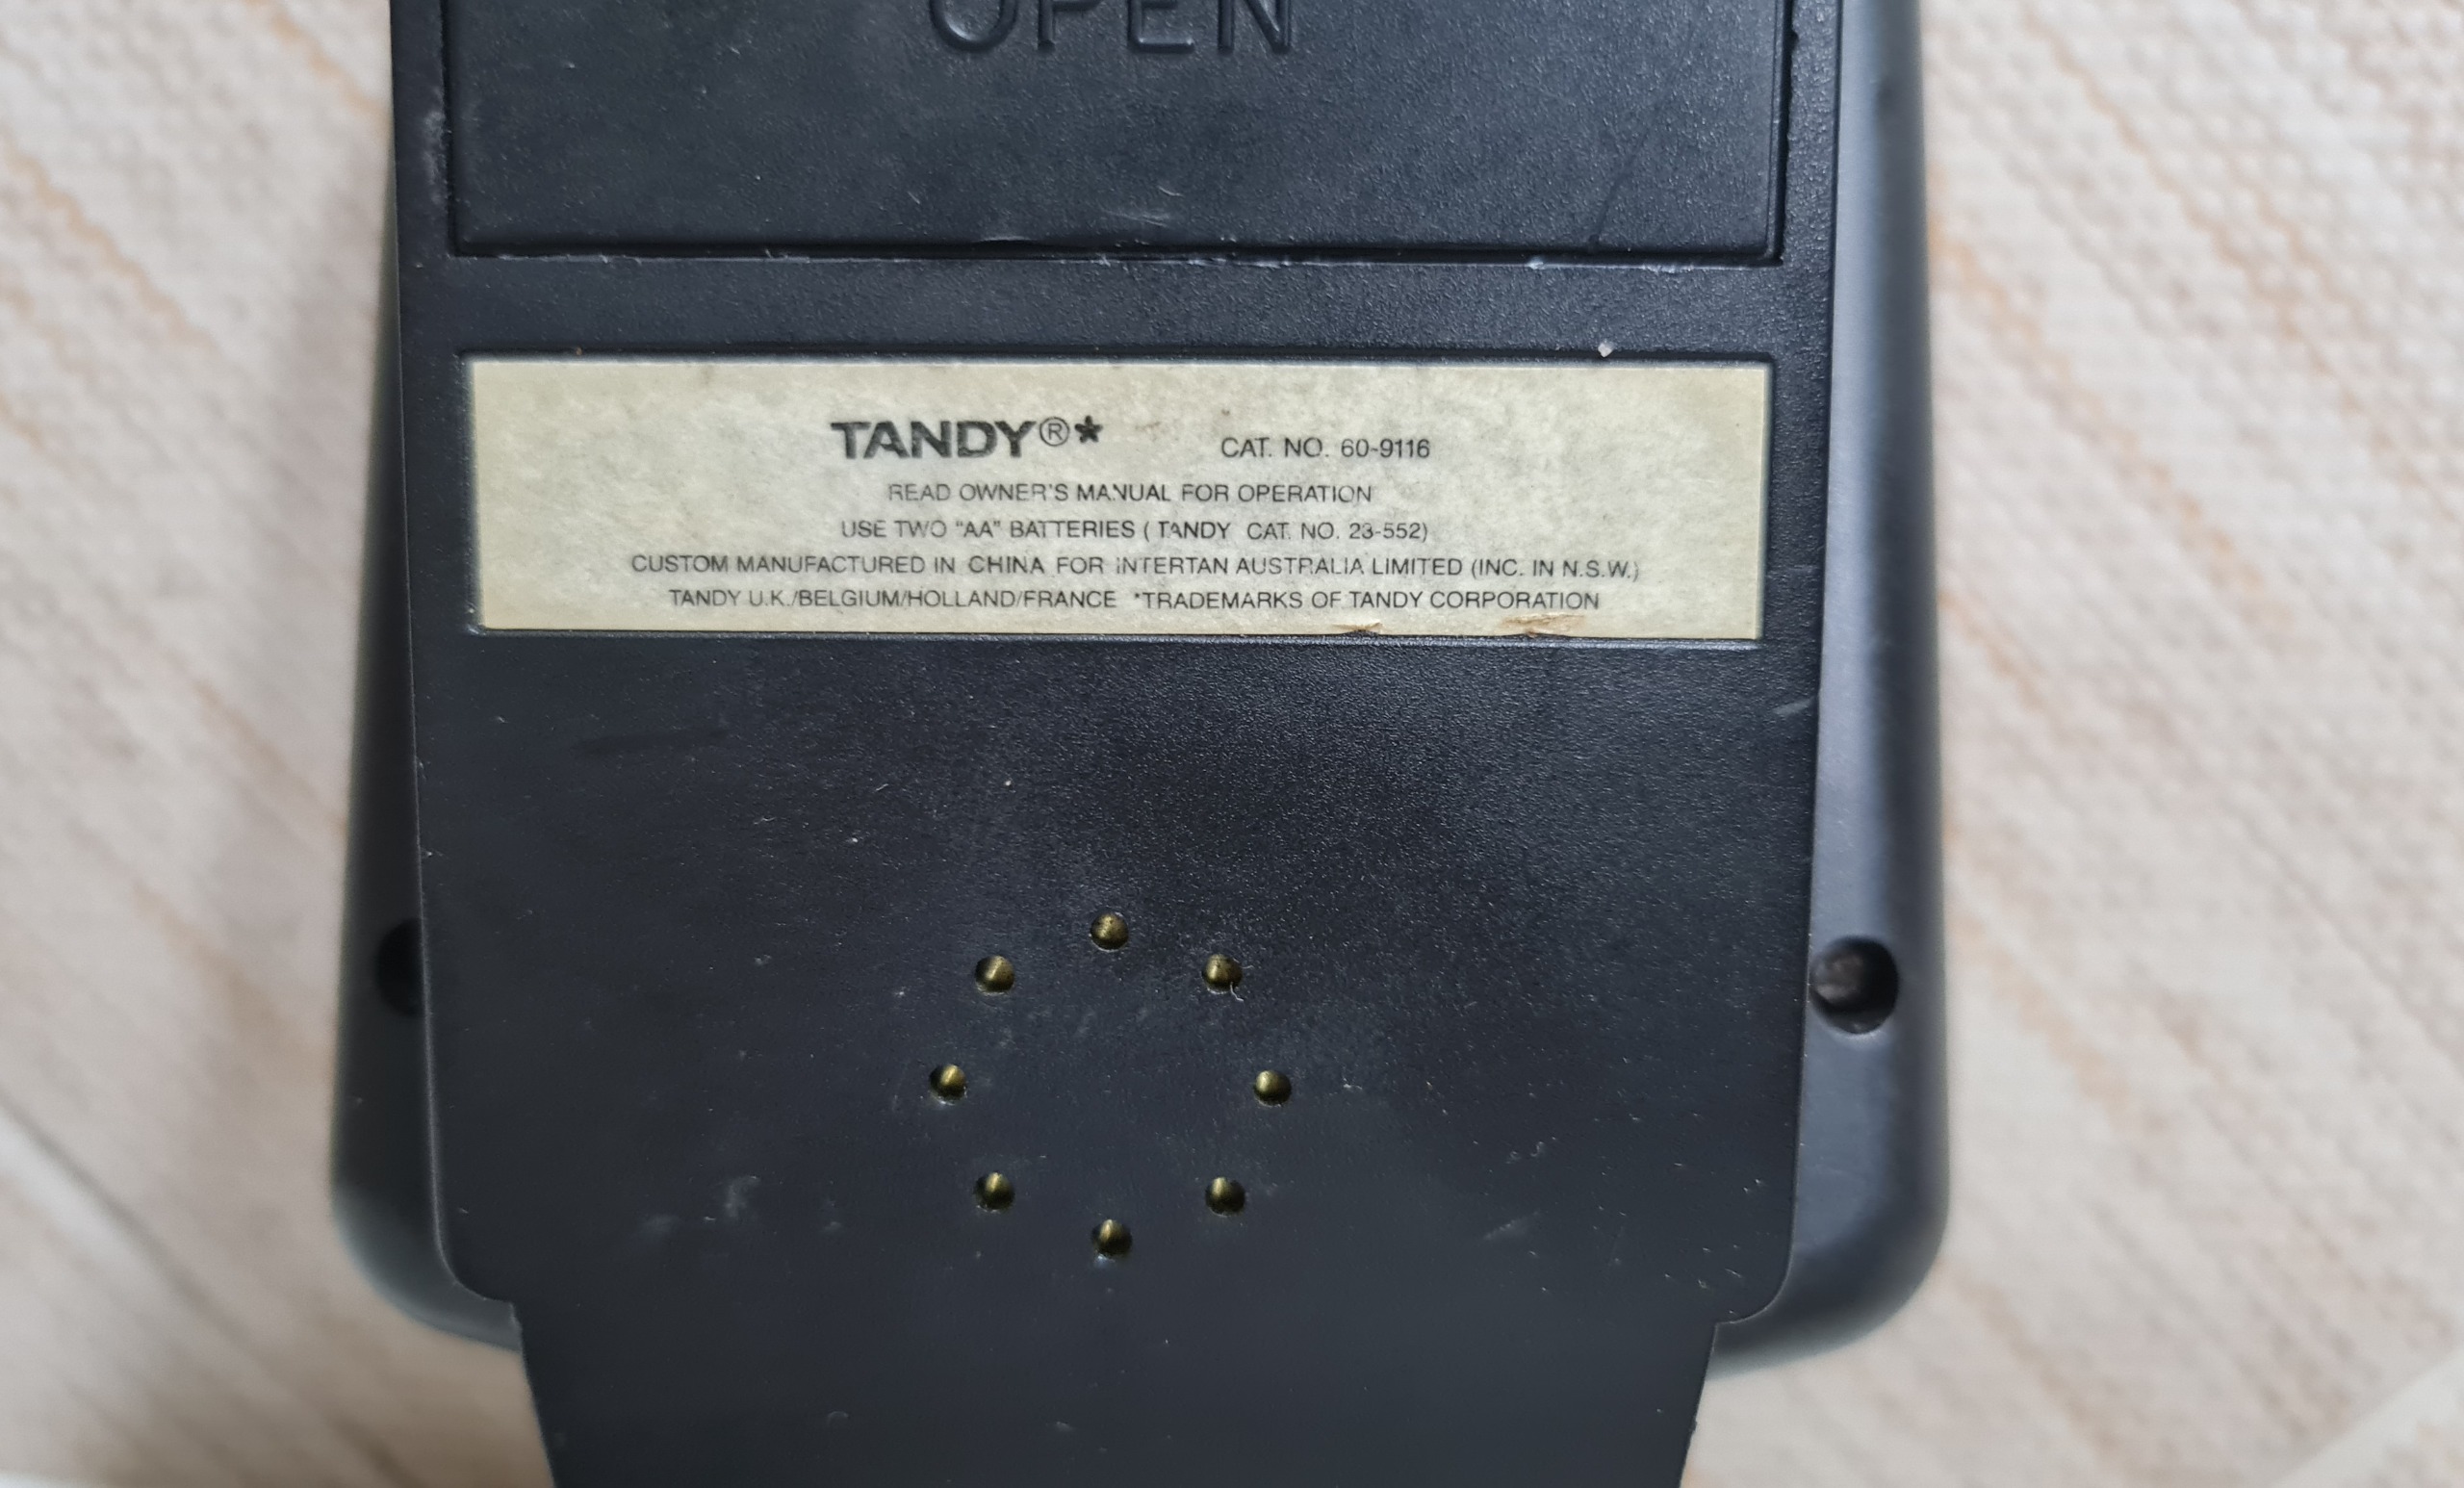 OPEN
TANDY®* CAT. NO. 60-9116
READ OWNER'S MANUAL FOR OPERATION
USE TWO "AA" BATTERIES ( TANDY CAT. NO. 23-552)
CUSTOM MANUFACTURED IN CHINA FOR INTERTAN AUSTRALIA LIMITED (INC. IN N.S.W.)
TANDY U.K./BELGIUM/HOLLAND/FRANCE *TRADEMARKS OF TANDY CORPORATION